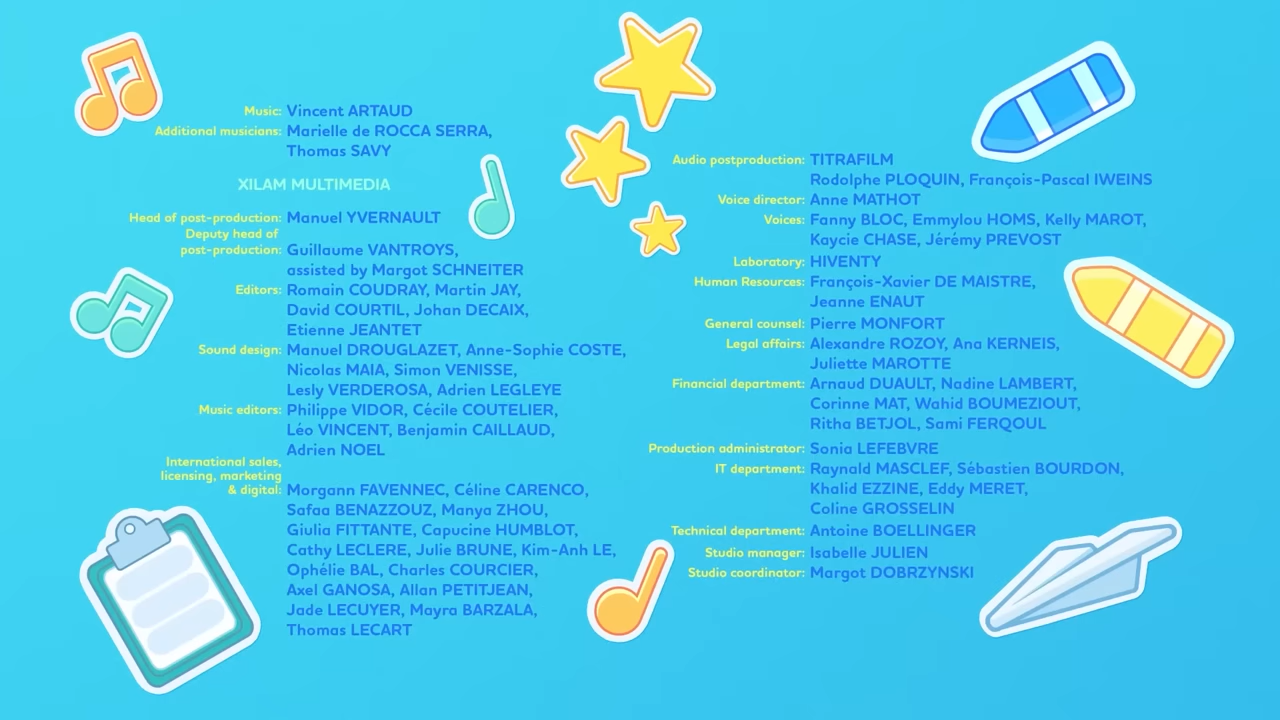 Music: Vincent ARTAUD
Additional musicians: Marielle de ROCCA SERRA,
Thomas SAVY
XILAM MULTIMEDIA
Head of post-production: Manuel YVERNAULT
Deputy head of
post-production: Guillaume VANTROYS,
assisted by Margot SCHNEITER
Editors: Romain COUDRAY, Martin JAY,
David COURTIL, Johan DECAIX,
Etienne JEANTET
Sound design: Manuel DROUGLAZET, Anne-Sophie COSTE,
Nicolas MAIA, Simon VENISSE,
Lesly VERDEROSA, Adrien LEGLEYE
Music editors: Philippe VIDOR, Cécile COUTELIER,
Léo VINCENT, Benjamin CAILLAUD,
Adrien NOEL
International sales,
licensing, marketing
& digital: Morgann FAVENNEC, Céline CARENCO,
Safaa BENAZZOUZ, Manya ZHOU,
Giulia FITTANTE, Capucine HUMBLOT,
Cathy LECLERE, Julie BRUNE, Kim-Anh LE,
Ophélie BAL, Charles COURCIER,
Axel GANOSA, Allan PETITJEAN,
Jade LECUYER, Mayra BARZALA,
Thomas LECART
Audio postproduction: TITRAFILM
Rodolphe PLOQUIN, François-Pascal IWEINS
Voice director: Anne MATHOT
Voices: Fanny BLOC, Emmylou HOMS, Kelly MAROT,
Kaycie CHASE, Jérémy PREVOST
Laboratory: HIVENTY
Human Resources: François-Xavier DE MAISTRE,
Jeanne ENAUT
General counsel: Pierre MONFORT
Legal affairs: Alexandre ROZOY, Ana KERNEIS,
Juliette MAROTTE
Financial department: Arnaud DUAULT, Nadine LAMBERT,
Corinne MAT, Wahid BOUMEZIOUT,
Ritha BETJOL, Sami FERQOUL
Production administrator: Sonia LEFEBVRE
IT department: Raynald MASCLEF, Sébastien BOURDON,
Khalid EZZINE, Eddy MERET,
Coline GROSSELIN
Technical department: Antoine BOELLINGER
Studio manager: Isabelle JULIEN
Studio coordinator: Margot DOBRZYNSKI